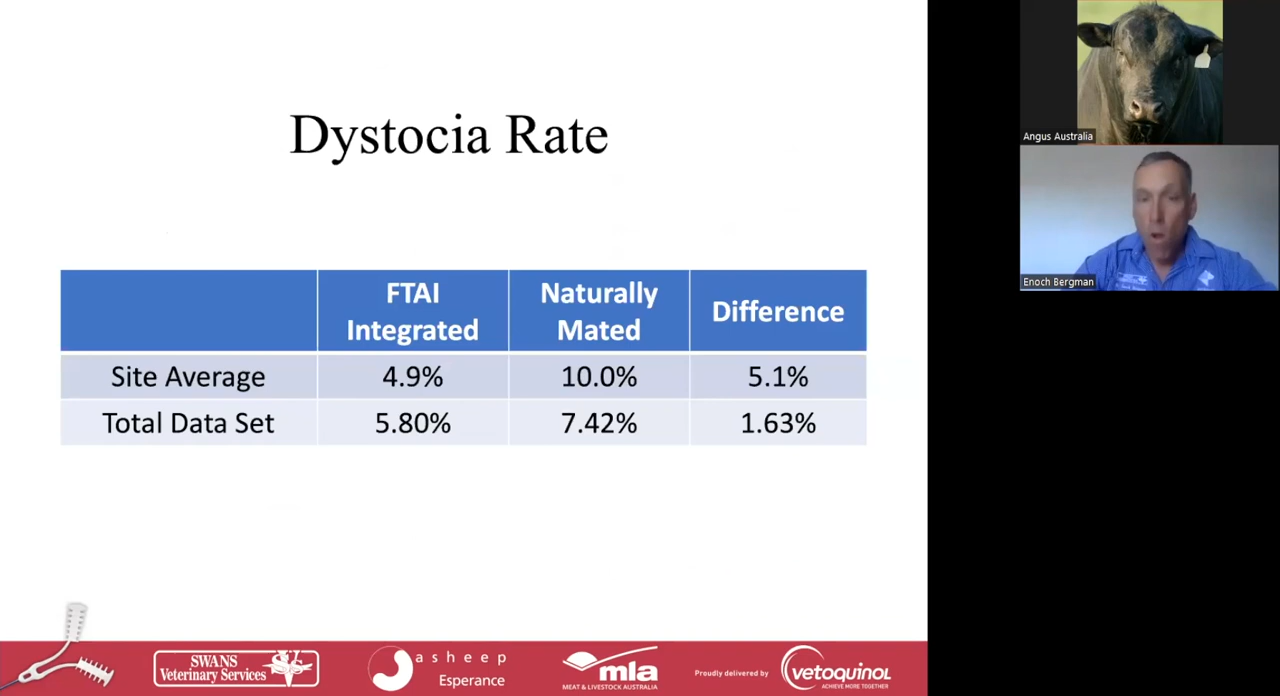 Dystocia Rate
FTAI Integrated
Naturally Mated
Difference
Site Average 4.9% 10.0% 5.1%
Total Data Set 5.80% 7.42% 1.63%
SWANS
Veterinary Services
asheep
Esperance
mla
MEAT & LIVESTOCK AUSTRALIA
Proudly delivered by
vetoquinol
ACHIEVE MORE TOGETHER
Angus Australia
Enoch Bergman